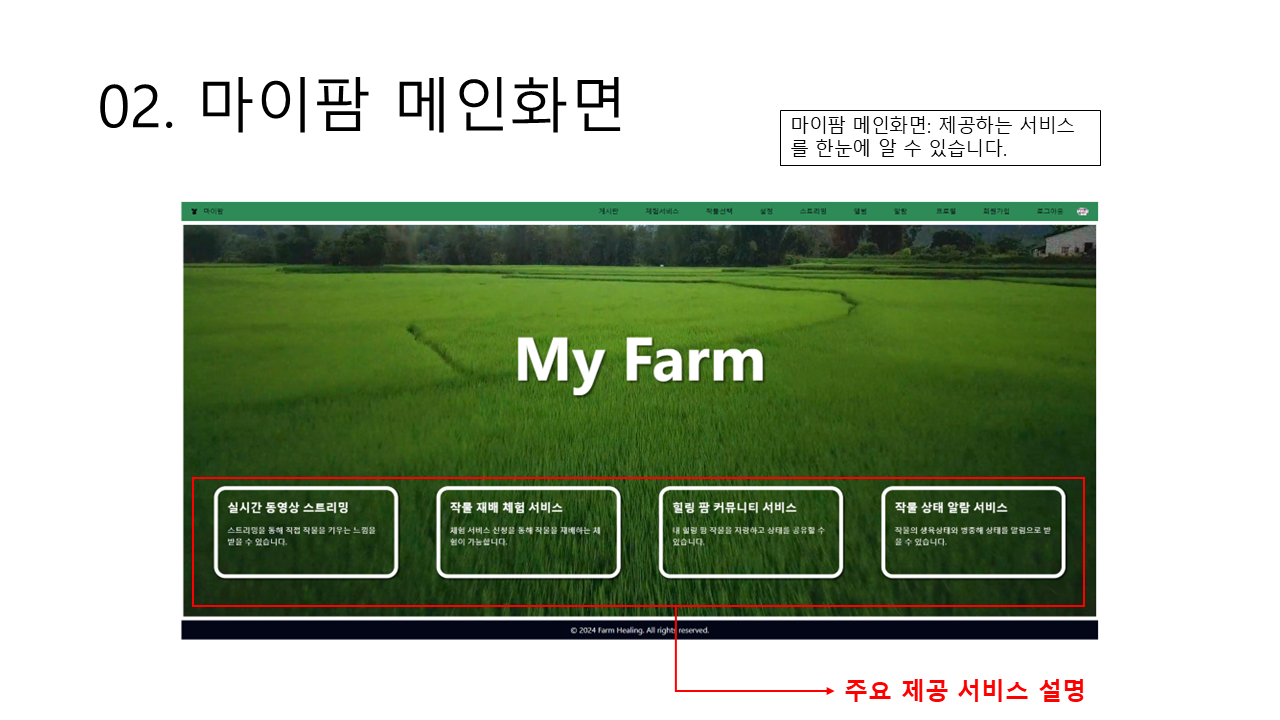 02. 마이팜 메인화면
마이팜 메인화면: 제공하는 서비스
를 한눈에 알 수 있습니다.
마이팜 게시판 체험서비스 작물선택 설정 스트리밍 앨범 알람 프로필 회원가입 로그아웃
My Farm
실시간 동영상 스트리밍
스트리밍을 통해 직접 작물을 키우는 느낌을
받을 수 있습니다.
작물 재배 체험 서비스
체험 서비스 신청을 통해 작물을 재배하는 체
험이 가능합니다.
힐링 팜 커뮤니티 서비스
내 힐링 팜 작물을 자랑하고 상태를 공유할 수
있습니다.
작물 상태 알람 서비스
작물의 생육상태와 병충해 상태를 알림으로 받
을 수 있습니다.
© 2024 Farm Healing. All rights reserved.
주요 제공 서비스 설명